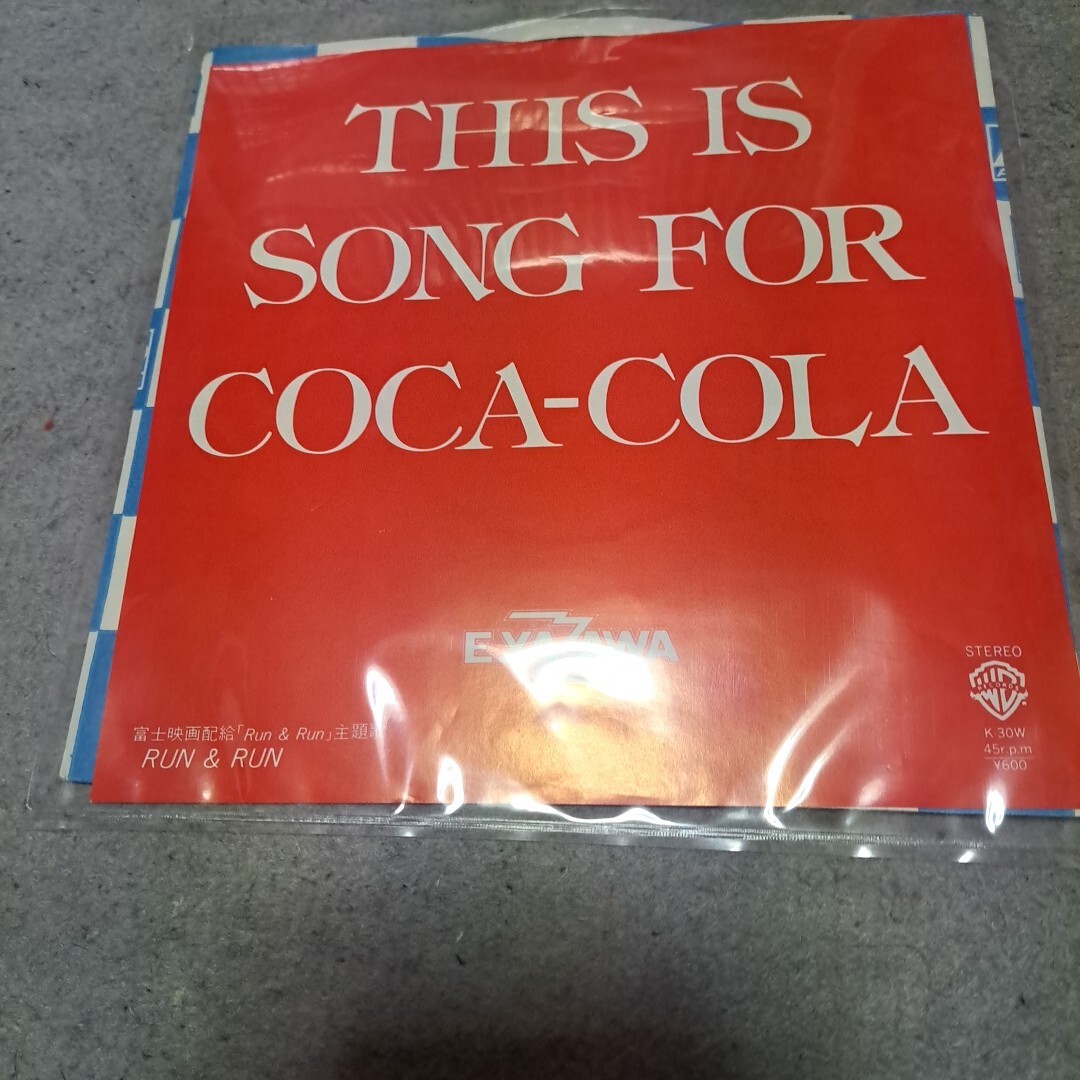 THIS IS
SONG FOR
COCA-COLA
E.YAZAWA
STEREO
RECORDS
K 30W
45r.p.m
¥600
富士映画配給「Run & Run」主題歌
RUN & RUN